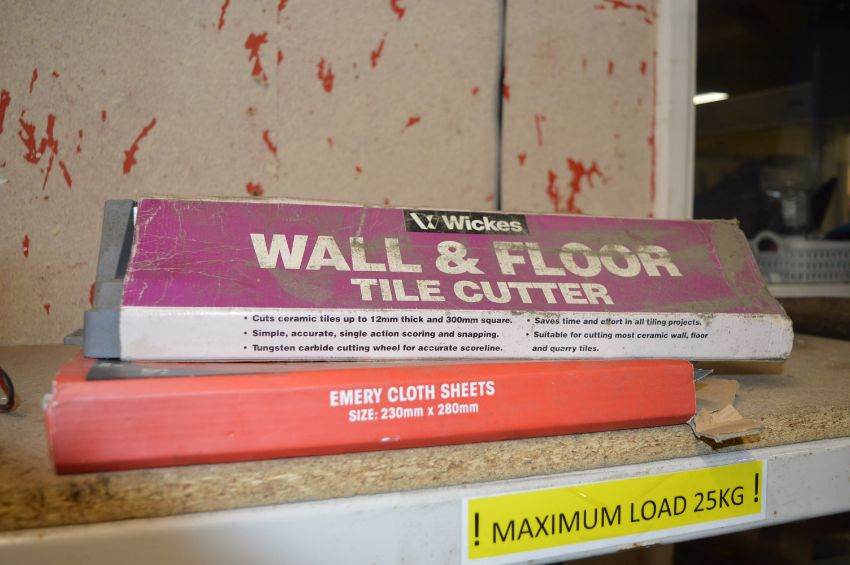 Wickes
WALL & FLOOR
TILE CUTTER
• Cuts ceramic tiles up to 12mm thick and 300mm square.
• Simple, accurate, single action scoring and snapping.
• Tungsten carbide cutting wheel for accurate scoreline.
• Saves time and effort in all tiling projects.
• Suitable for cutting most ceramic wall, floor
and quarry tiles.
EMERY CLOTH SHEETS
SIZE: 230mm x 280mm
! MAXIMUM LOAD 25KG !